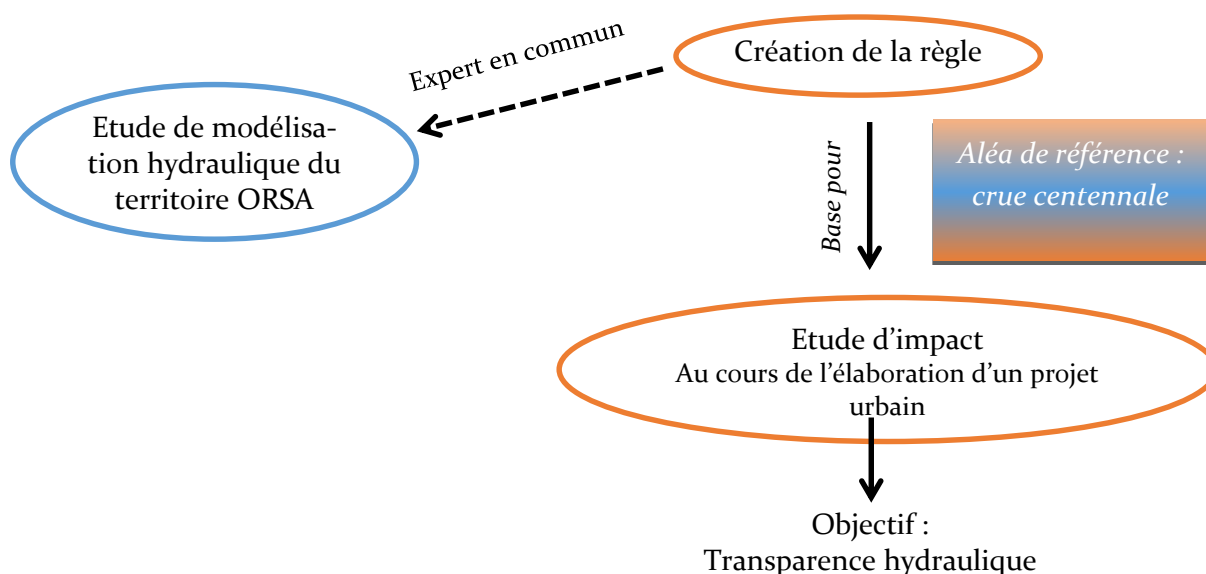 Expert en commun
Création de la règle
Etude de modélisa-
tion hydraulique du
territoire ORSA
Base pour
Aléa de référence :
crue centennale
Etude d’impact
Au cours de l’élaboration d’un projet
urbain
Objectif :
Transparence hydraulique